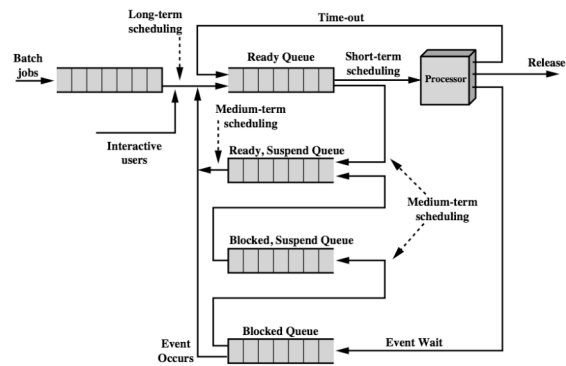 Long-term
scheduling
Time-out
Batch
jobs
Ready Queue
Short-term
scheduling
Processor
Release
Medium-term
scheduling
Interactive
users
Ready, Suspend Queue
Medium-term
scheduling
Blocked, Suspend Queue
Blocked Queue
Event
Occurs
Event Wait